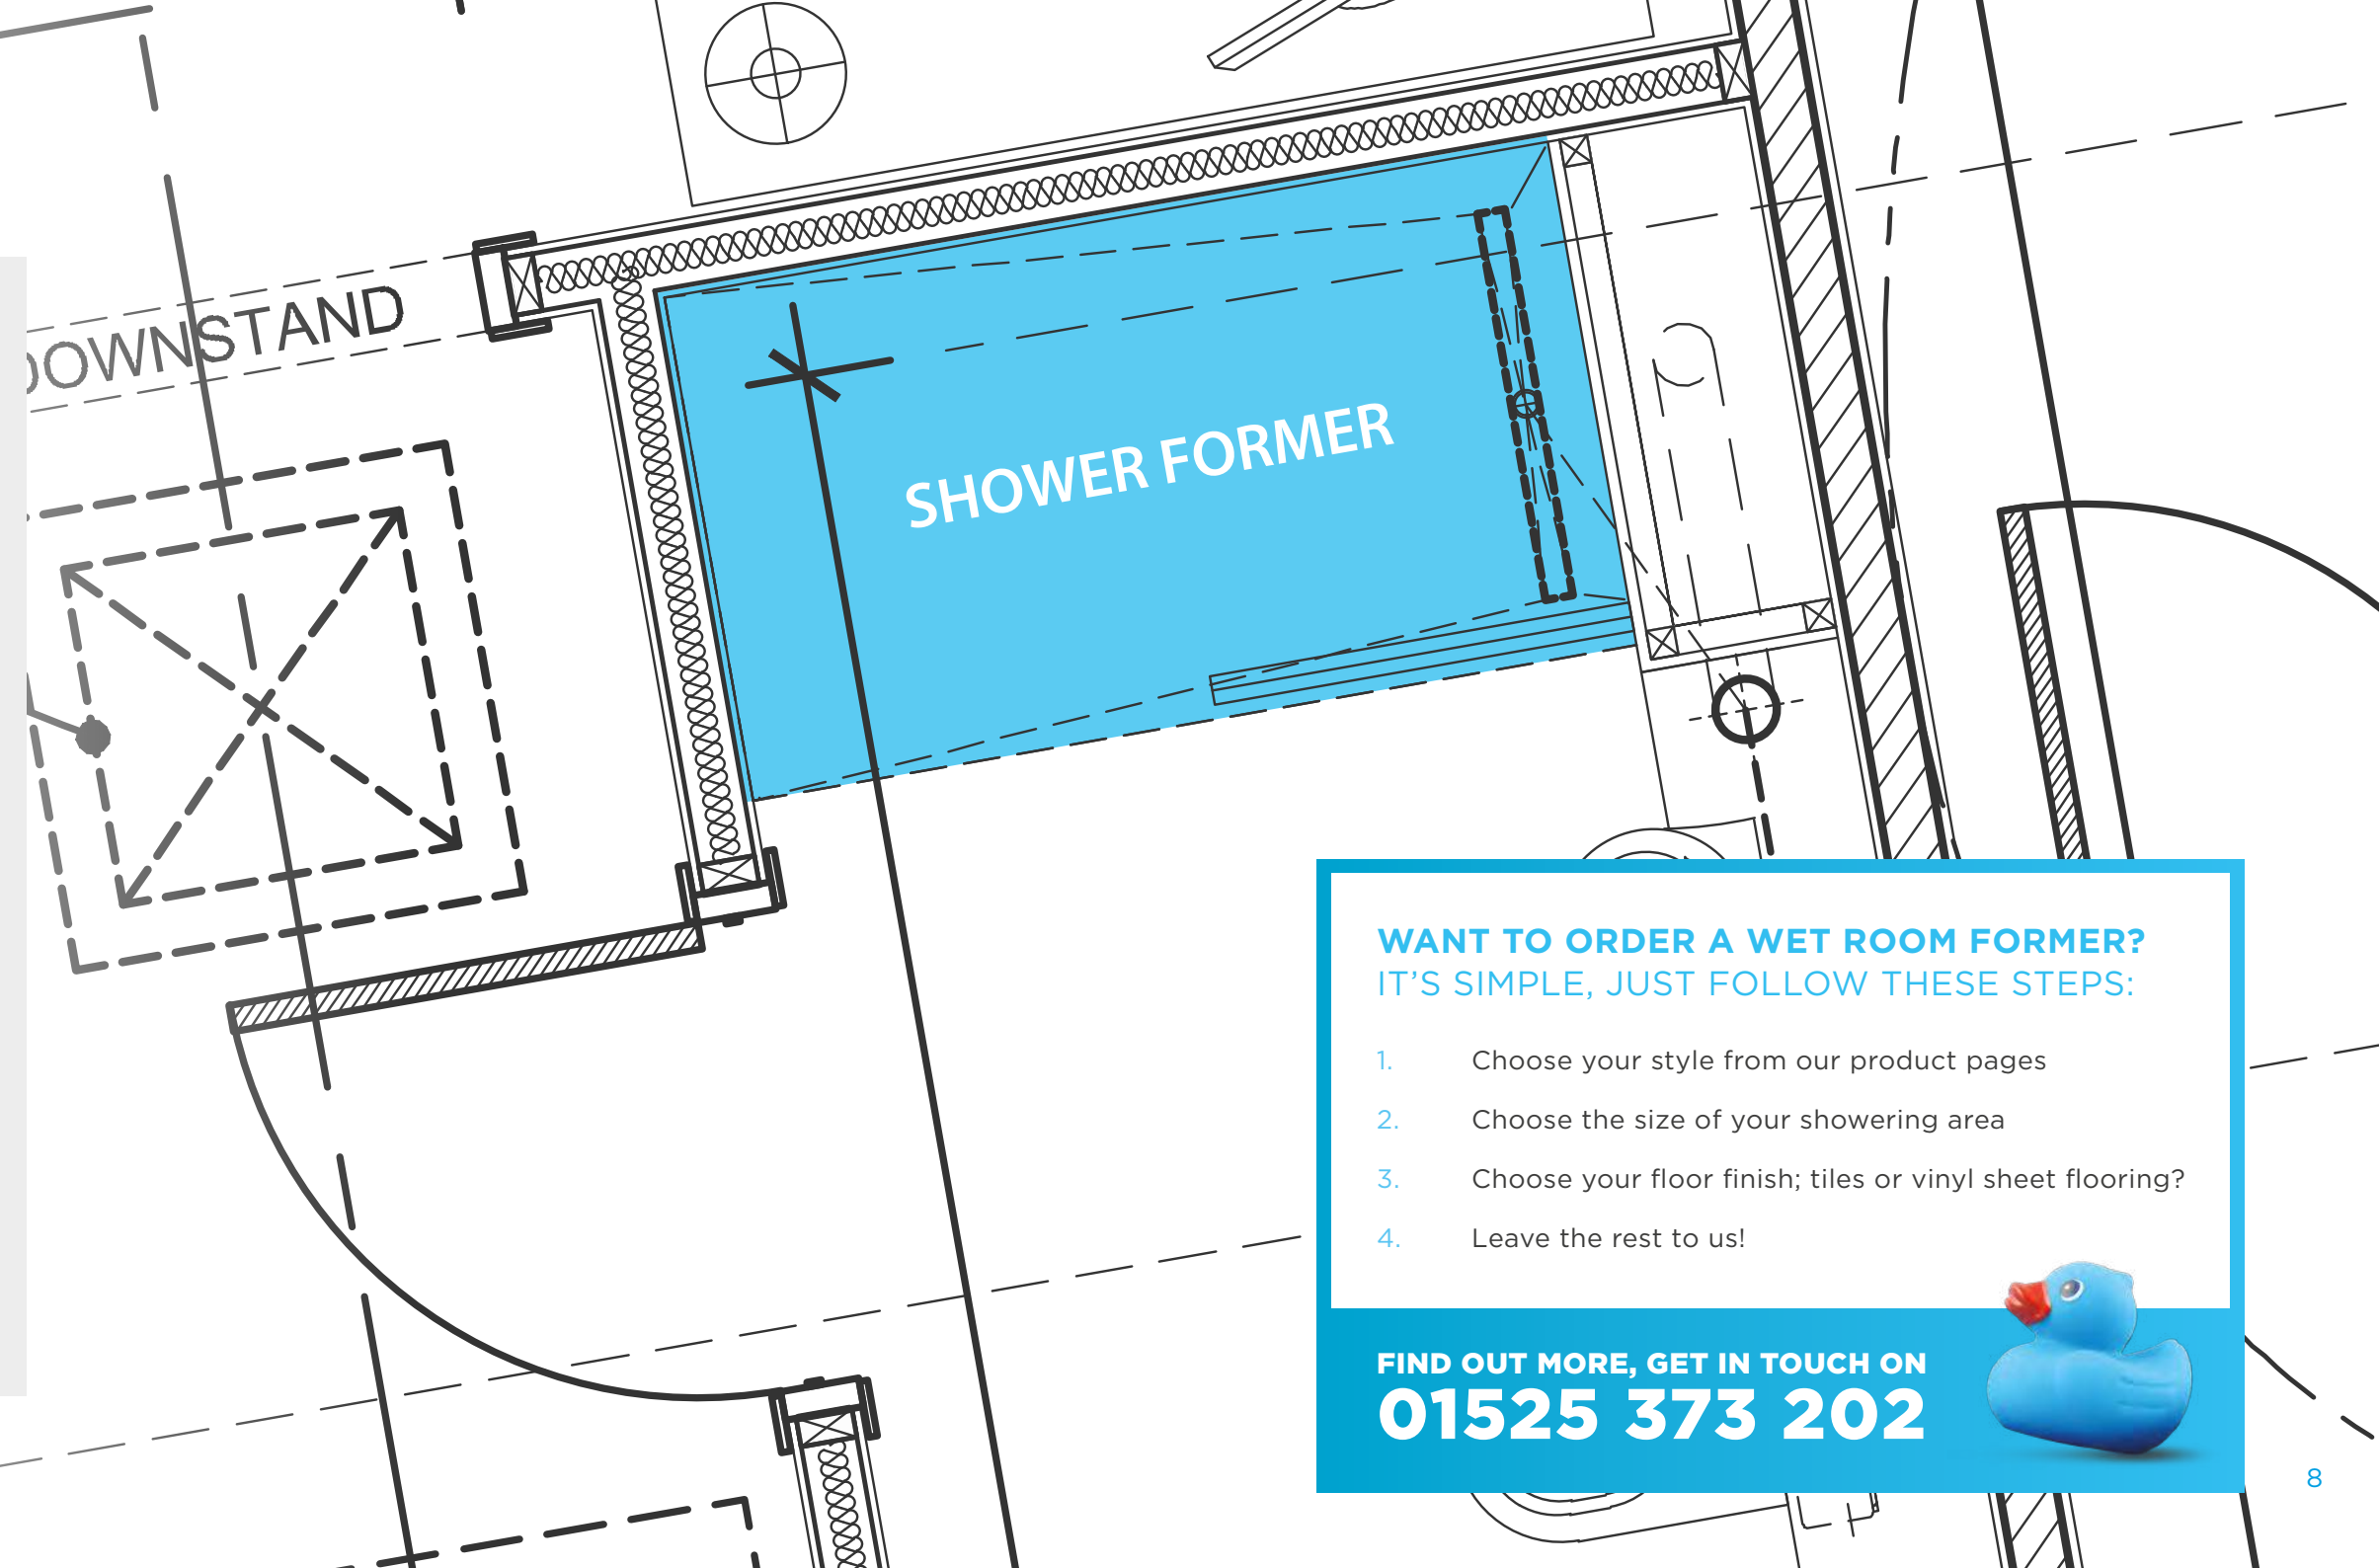 DOWNSTAND
SHOWER FORMER
WANT TO ORDER A WET ROOM FORMER?
IT'S SIMPLE, JUST FOLLOW THESE STEPS:
1. Choose your style from our product pages
2. Choose the size of your showering area
3. Choose your floor finish; tiles or vinyl sheet flooring?
4. Leave the rest to us!
FIND OUT MORE, GET IN TOUCH ON
01525 373 202
8